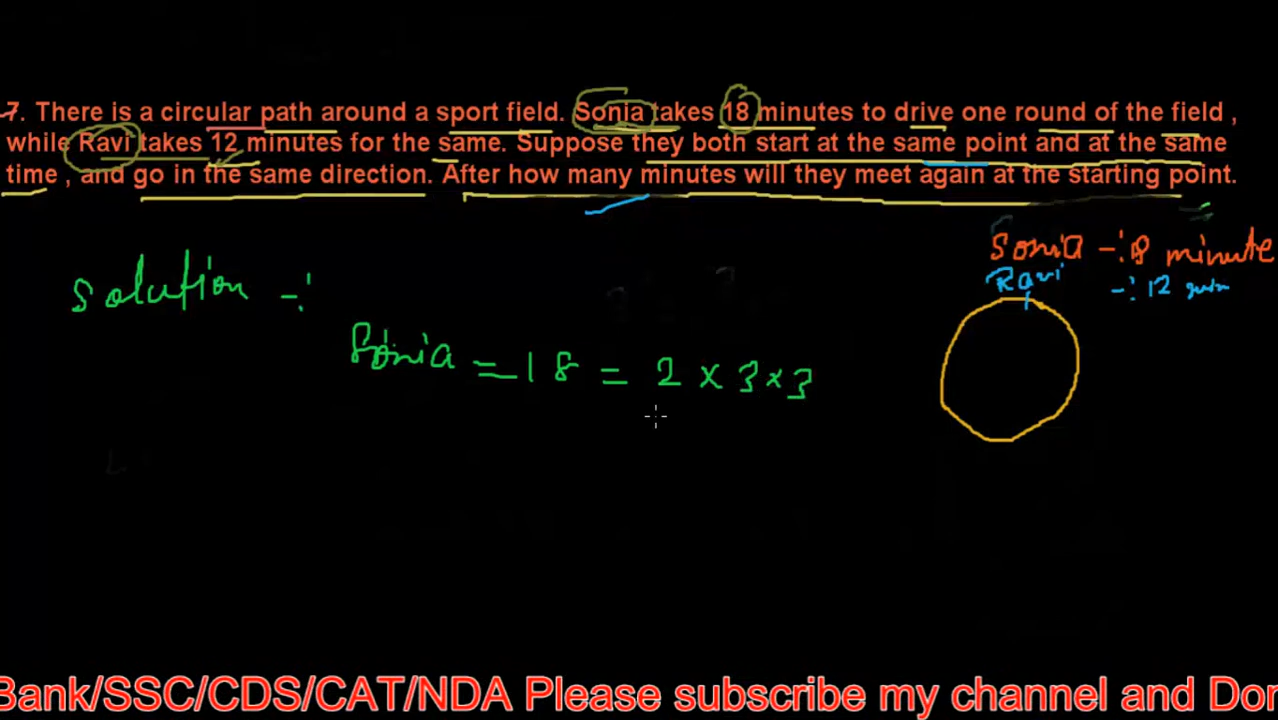 7. There is a circular path around a sport field. Sonia takes 18 minutes to drive one round of the field ,
while Ravi takes 12 minutes for the same. Suppose they both start at the same point and at the same
time , and go in the same direction. After how many minutes will they meet again at the starting point.
Sonia -:8 minute
Ravi -:12 min
Solution -:
Sonia = 18 = 2 × 3 × 3
Bank/SSC/CDS/CAT/NDA Please subscribe my channel and Don